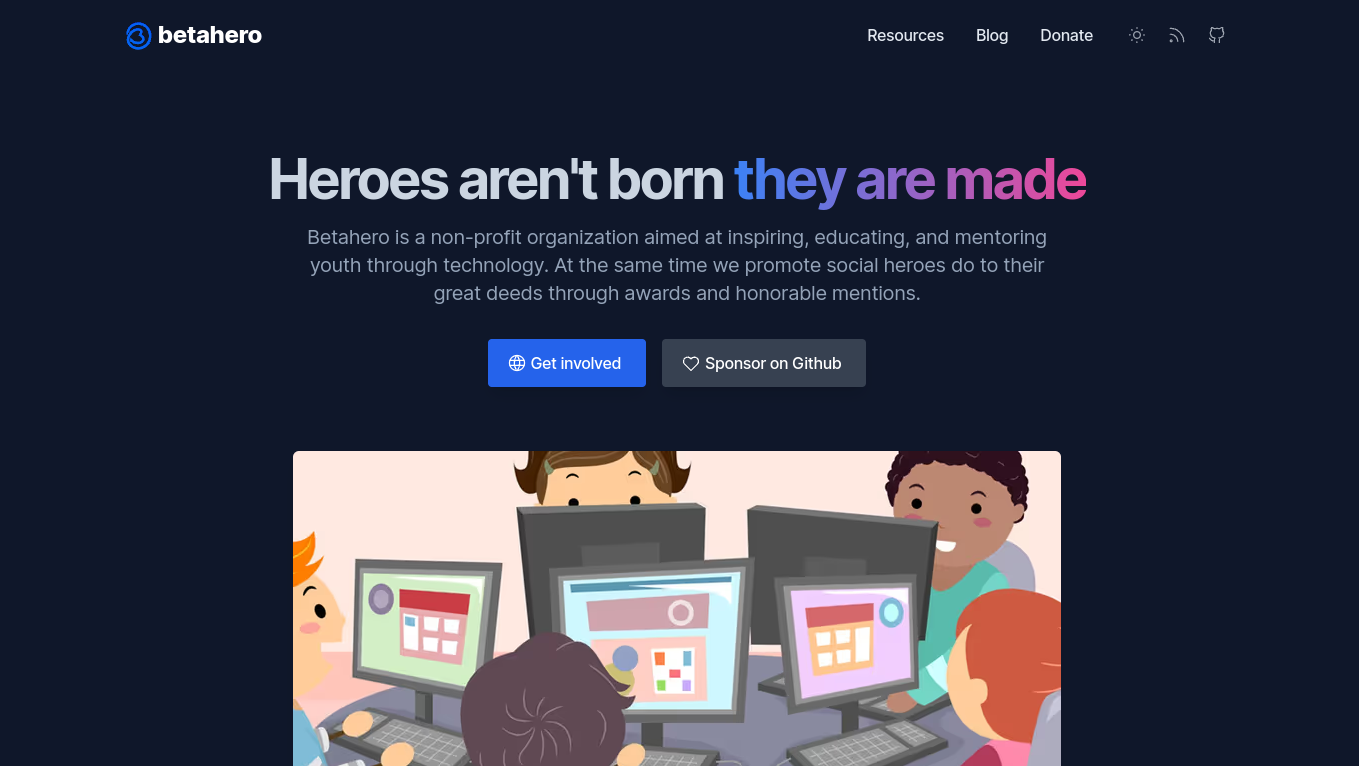 betahero
Resources
Blog
Donate
Heroes aren't born they are made
Betahero is a non-profit organization aimed at inspiring, educating, and mentoring
youth through technology. At the same time we promote social heroes do to their
great deeds through awards and honorable mentions.
Get involved
Sponsor on Github